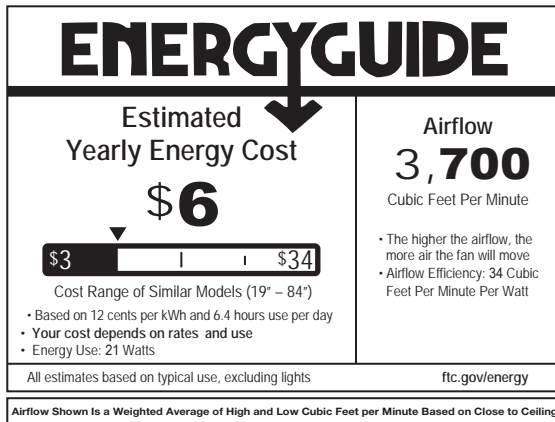 ENERGYGUIDE
Estimated
Yearly Energy Cost
$6
$3
$34
Cost Range of Similar Models (19” – 84”)
• Based on 12 cents per kWh and 6.4 hours use per day
• Your cost depends on rates and use
• Energy Use: 21 Watts
Airflow
3,700
Cubic Feet Per Minute
• The higher the airflow, the
more air the fan will move
• Airflow Efficiency: 34 Cubic
Feet Per Minute Per Watt
All estimates based on typical use, excluding lights
ftc.gov/energy
Airflow Shown Is a Weighted Average of High and Low Cubic Feet per Minute Based on Close to Ceiling